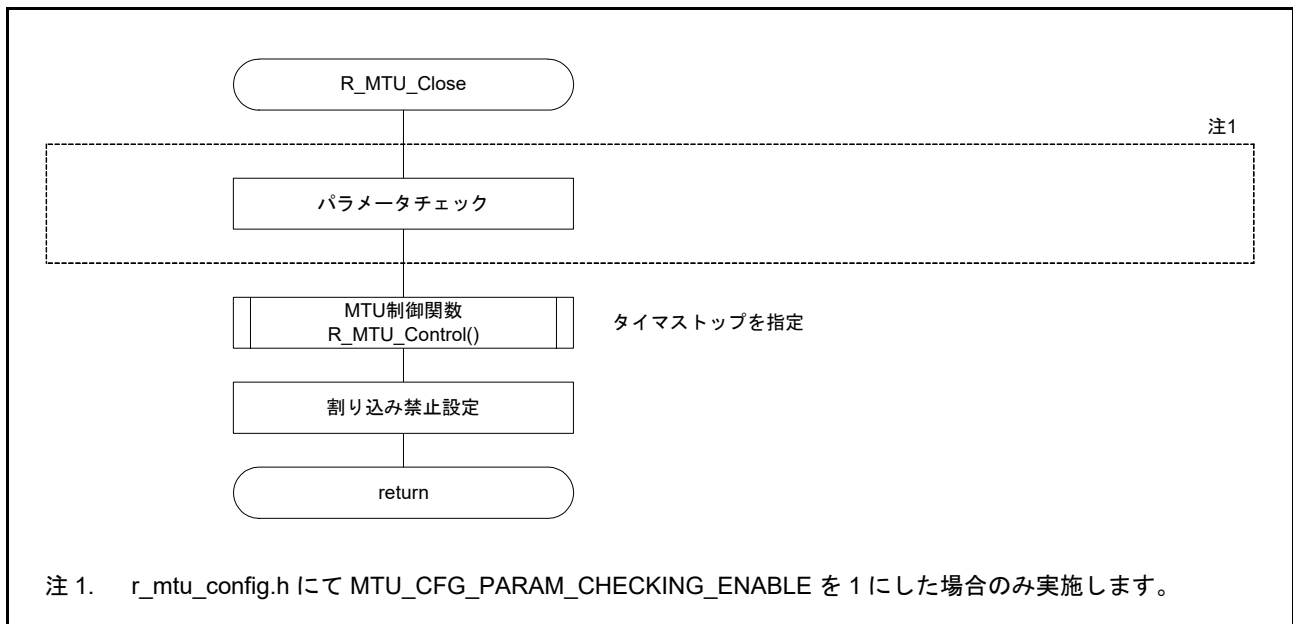 R_MTU_Close
注1
パラメータチェック
MTU制御関数
R_MTU_Control()
タイマストップを指定
割り込み禁止設定
return
注 1. r_mtu_config.h にて MTU_CFG_PARAM_CHECKING_ENABLE を 1 にした場合のみ実施します。